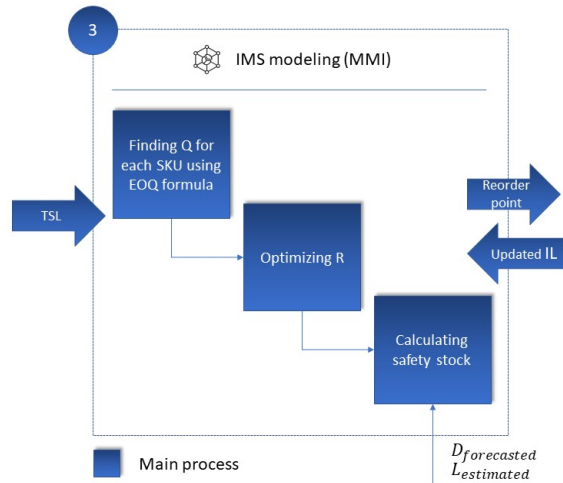 3
IMS modeling (MMI)
Finding Q for
each SKU using
EOQ formula
TSL
Reorder
point
Optimizing R
Updated IL
Calculating
safety stock
D_forecasted
L_estimated
Main process